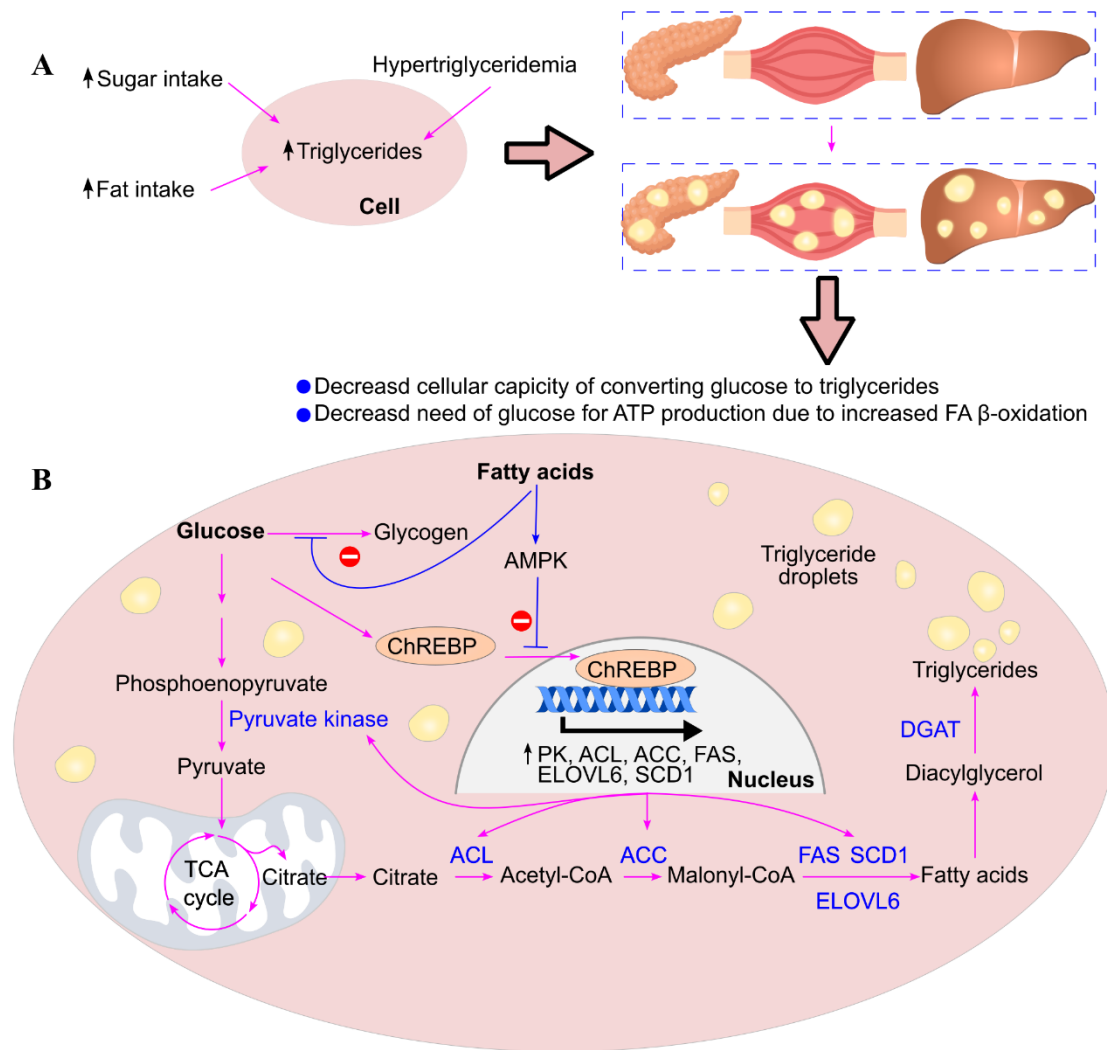 A
Sugar intake
Hypertriglyceridemia
Triglycerides
Fat intake
Cell
Decreasd cellular capicity of converting glucose to triglycerides
Decreasd need of glucose for ATP production due to increased FA β-oxidation
B
Fatty acids
Glucose
Glycogen
AMPK
Triglyceride
droplets
ChREBP
ChREBP
Triglycerides
Phosphoenopyruvate
Pyruvate kinase
DGAT
PK, ACL, ACC, FAS,
ELOVL6, SCD1
Nucleus
Pyruvate
Diacylglycerol
TCA
cycle
Citrate
Citrate
ACL
Acetyl-CoA
ACC
Malonyl-CoA
FAS SCD1
ELOVL6
Fatty acids